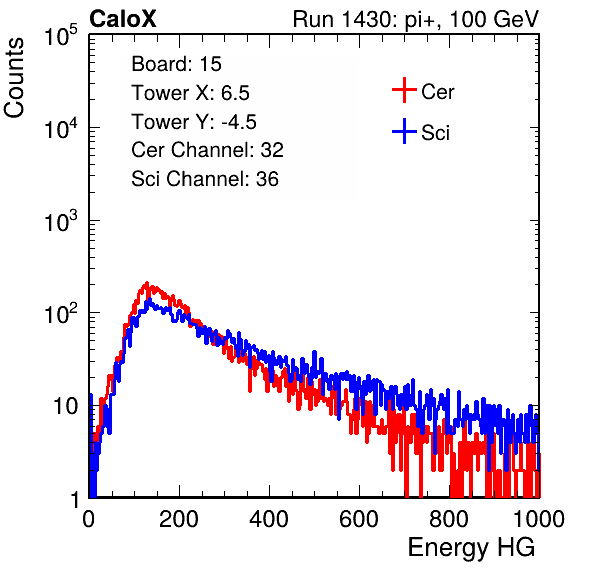 CaloX Run 1430: pi+, 100 GeV
Counts
10^5
10^4
10^3
10^2
10
1
Board: 15
Tower X: 6.5
Tower Y: -4.5
Cer Channel: 32
Sci Channel: 36
Cer
Sci
0 200 400 600 800 1000
Energy HG